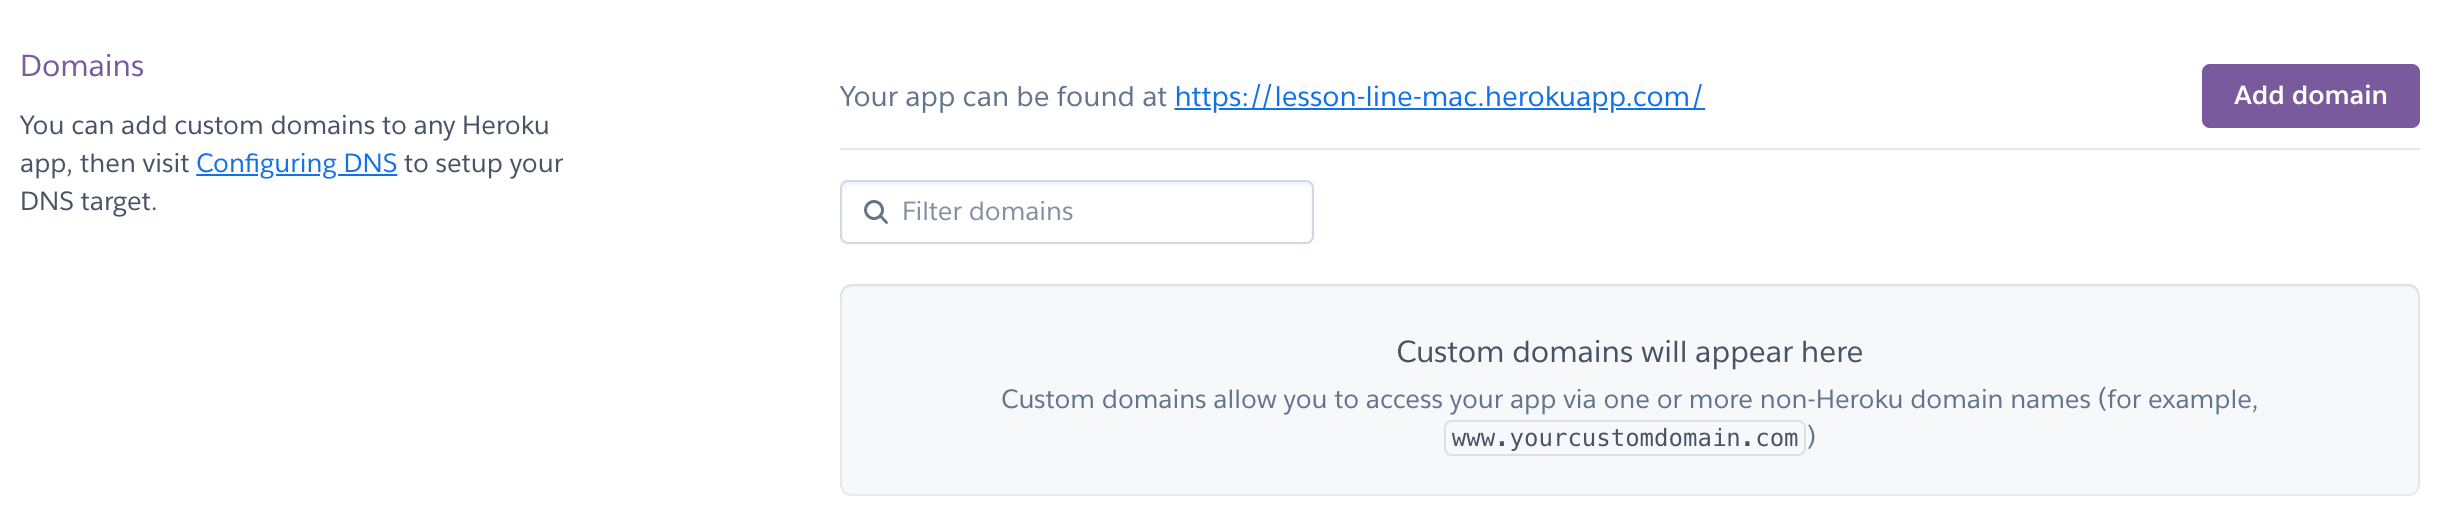 Domains
You can add custom domains to any Heroku
app, then visit Configuring DNS to setup your
DNS target.
Your app can be found at https://lesson-line-mac.herokuapp.com/
Add domain
Filter domains
Custom domains will appear here
Custom domains allow you to access your app via one or more non-Heroku domain names (for example,
www.yourcustomdomain.com)